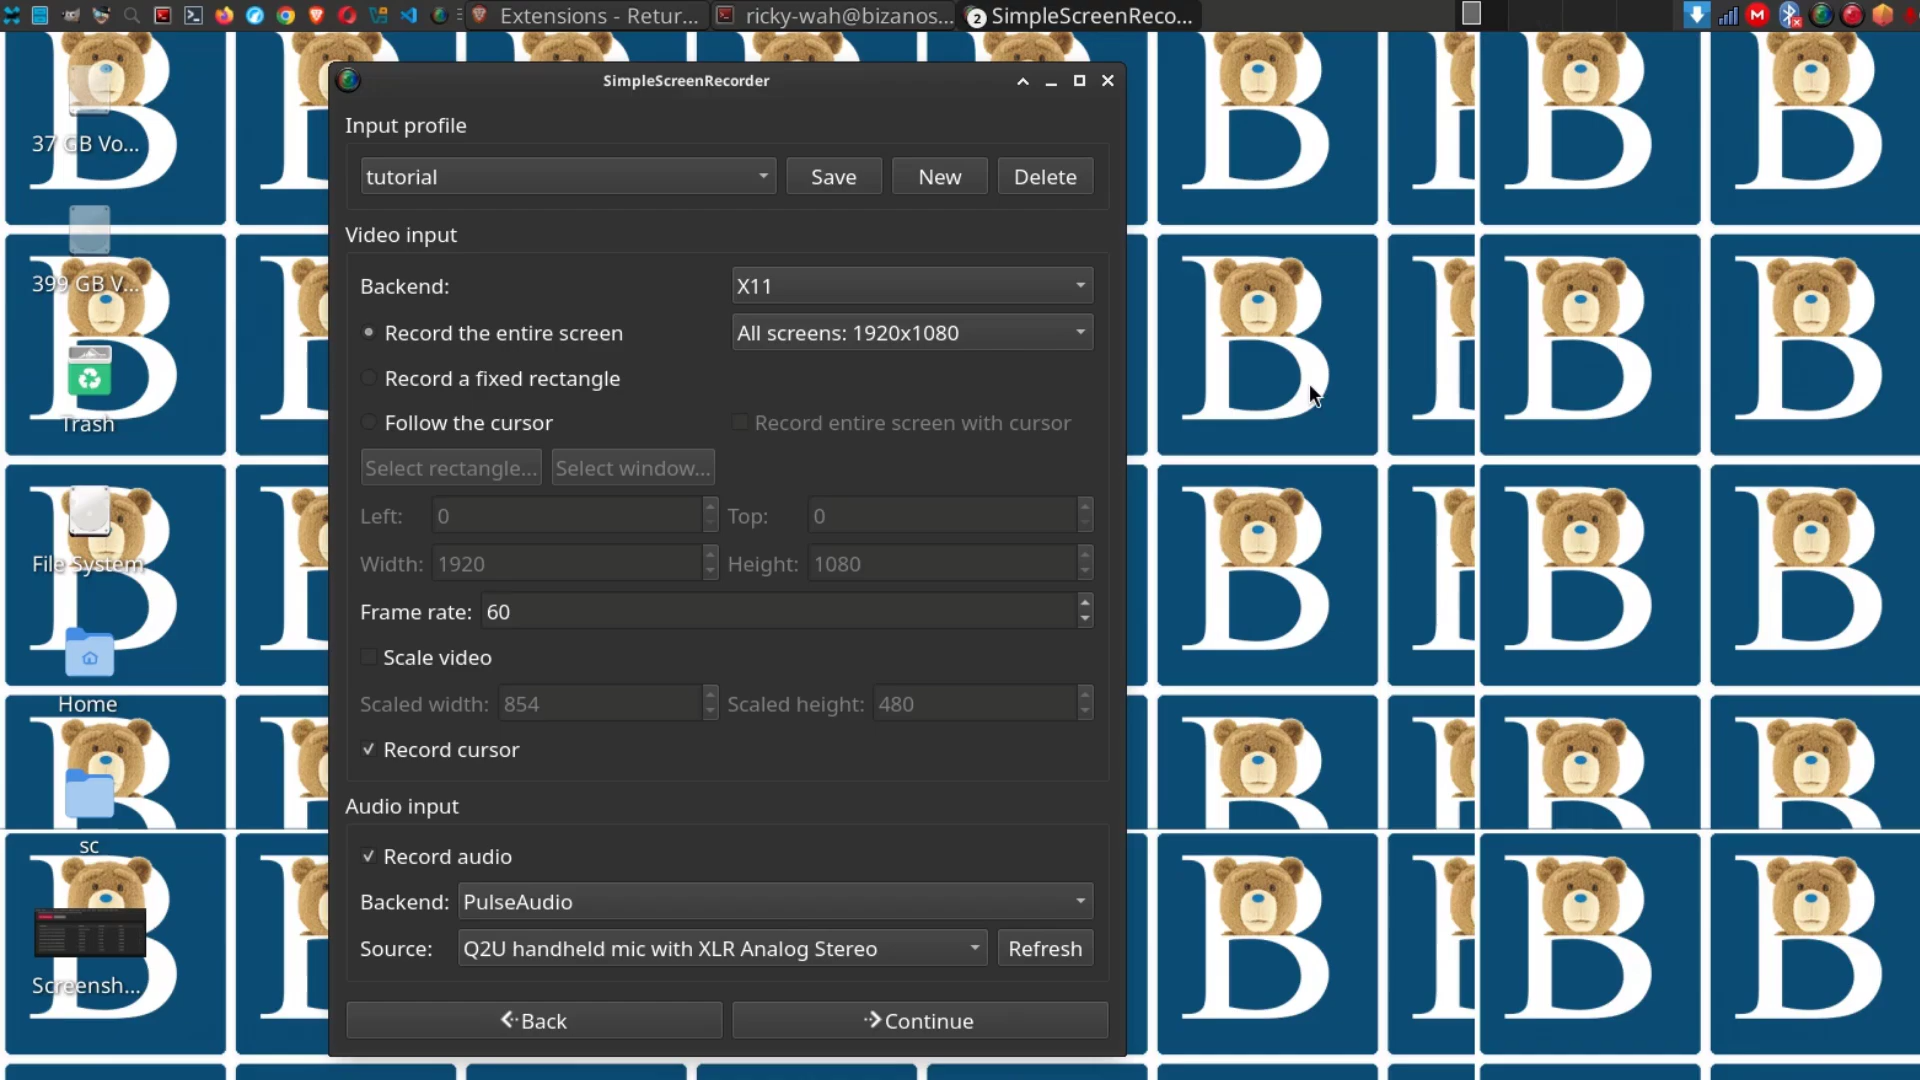 Extensions - Retur...
ricky-wah@bizanos...
2
SimpleScreenReco...
SimpleScreenRecorder
Input profile
tutorial
Save
New
Delete
Video input
Backend:
X11
Record the entire screen
All screens: 1920x1080
Record a fixed rectangle
Follow the cursor
Record entire screen with cursor
Select rectangle...
Select window...
Left:
0
Top:
0
Width:
1920
Height:
1080
Frame rate:
60
Scale video
Scaled width:
854
Scaled height:
480
Record cursor
Audio input
Record audio
Backend:
PulseAudio
Source:
Q2U handheld mic with XLR Analog Stereo
Refresh
Back
Continue
37 GB Vo...
399 GB V...
Trash
File System
Home
sc
Screensh...